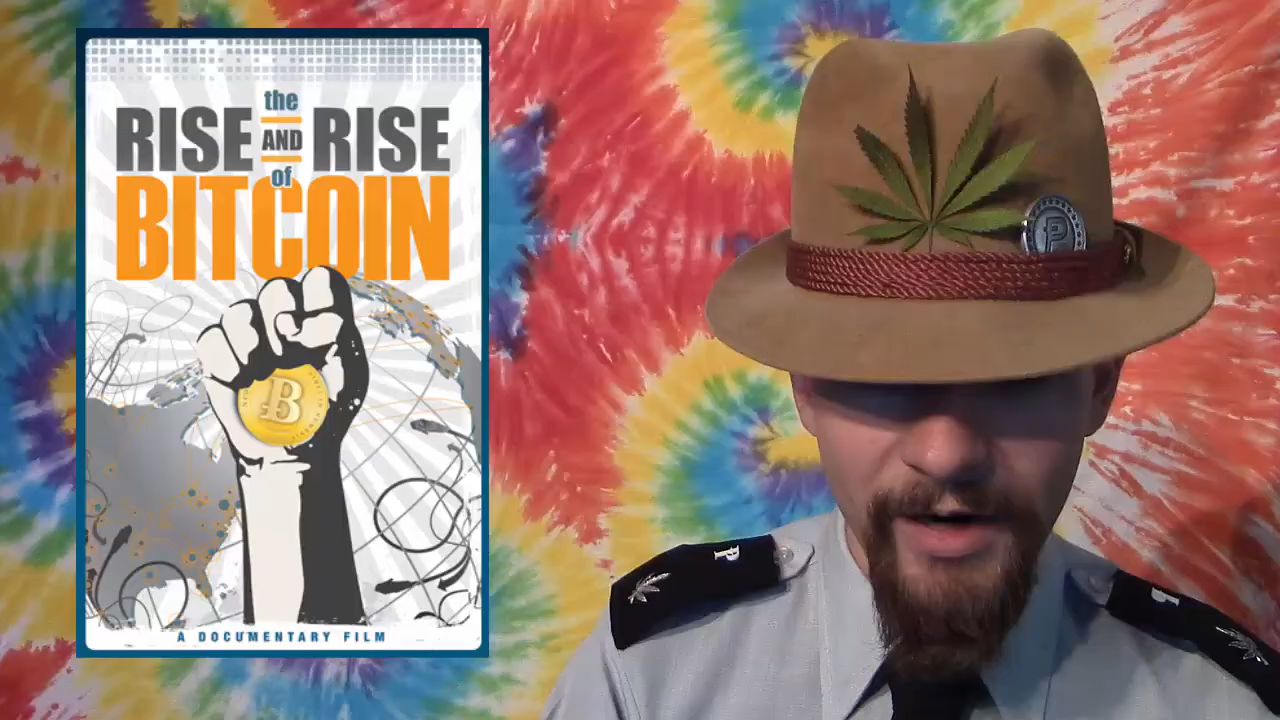 the
RISE AND RISE
of
BITCOIN
B
A DOCUMENTARY FILM
P
P